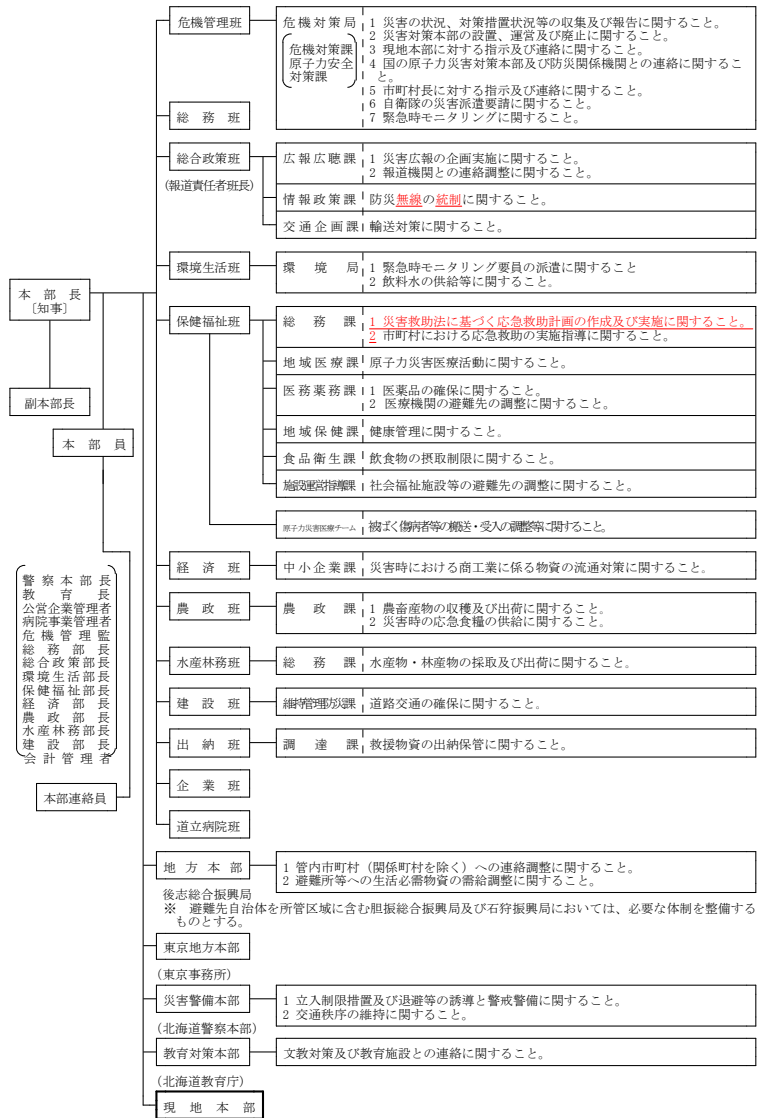 危機管理班
危機対策局
危機対策課
原子力安全
対策課
1 災害の状況、対策措置状況等の収集及び報告に関すること。
2 災害対策本部の設置、運営及び廃止に関すること。
3 現地本部に対する指示及び連絡に関すること。
4 国の原子力災害対策本部及び防災関係機関との連絡に関するこ
と。
5 市町村長に対する指示及び連絡に関すること。
6 自衛隊の災害派遣要請に関すること。
7 緊急時モニタリングに関すること。
総務班
総合政策班
(報道責任者班長)
広報広聴課
1 災害広報の企画実施に関すること。
2 報道機関との連絡調整に関すること。
情報政策課 防災無線の統制に関すること。
交通企画課 輸送対策に関すること。
環境生活班
環境局
1 緊急時モニタリング要員の派遣に関すること
2 飲料水の供給等に関すること。
本部長
〔知事〕
副本部長
本部員
保健福祉班
総務課
1 災害救助法に基づく応急救助計画の作成及び実施に関すること。
2 市町村における応急救助の実施指導に関すること。
地域医療課 原子力災害医療活動に関すること。
医務薬務課
1 医薬品の確保に関すること。
2 医療機関の避難先の調整に関すること。
地域保健課 健康管理に関すること。
食品衛生課 飲食物の摂取制限に関すること。
施設運営指導課 社会福祉施設等の避難先の調整に関すること。
原子力災害医療チーム 被ばく傷病者等の搬送・受入の調整等に関すること。
経済班 中小企業課 災害時における商工業に係る物資の流通対策に関すること。
警察本部長
教育長
公営企業管理者
病院事業管理者
危機管理監
総務部長
総合政策部長
環境生活部長
保健福祉部長
経済部長
農政部長
水産林務部長
建設部長
会計管理者
本部連絡員
農政班 農政課
1 農畜産物の収穫及び出荷に関すること。
2 災害時の応急食糧の供給に関すること。
水産林務班 総務課 水産物・林産物の採取及び出荷に関すること。
建設班 維持管理防災課 道路交通の確保に関すること。
出納班 調達課 救援物資の出納保管に関すること。
企業班
道立病院班
地方本部
1 管内市町村（関係町村を除く）への連絡調整に関すること。
2 避難所等への生活必需物資の需給調整に関すること。
後志総合振興局
※ 避難先自治体を所管区域に含む胆振総合振興局及び石狩振興局においては、必要な体制を整備する
ものとする。
東京地方本部
(東京事務所)
災害警備本部
1 立入制限措置及び退避等の誘導と警戒警備に関すること。
2 交通秩序の維持に関すること。
(北海道警察本部)
教育対策本部 文教対策及び教育施設との連絡に関すること。
(北海道教育庁)
現地本部